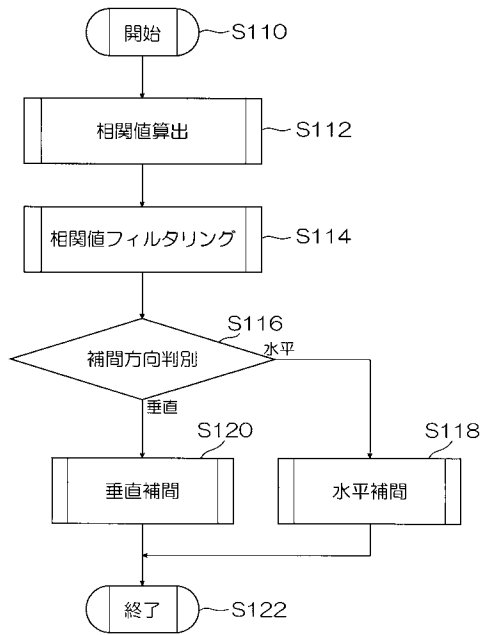 開始
S110
相関値算出
S112
相関値フィルタリング
S114
S116
補間方向判別
水平
垂直
S120
垂直補間
S118
水平補間
終了
S122